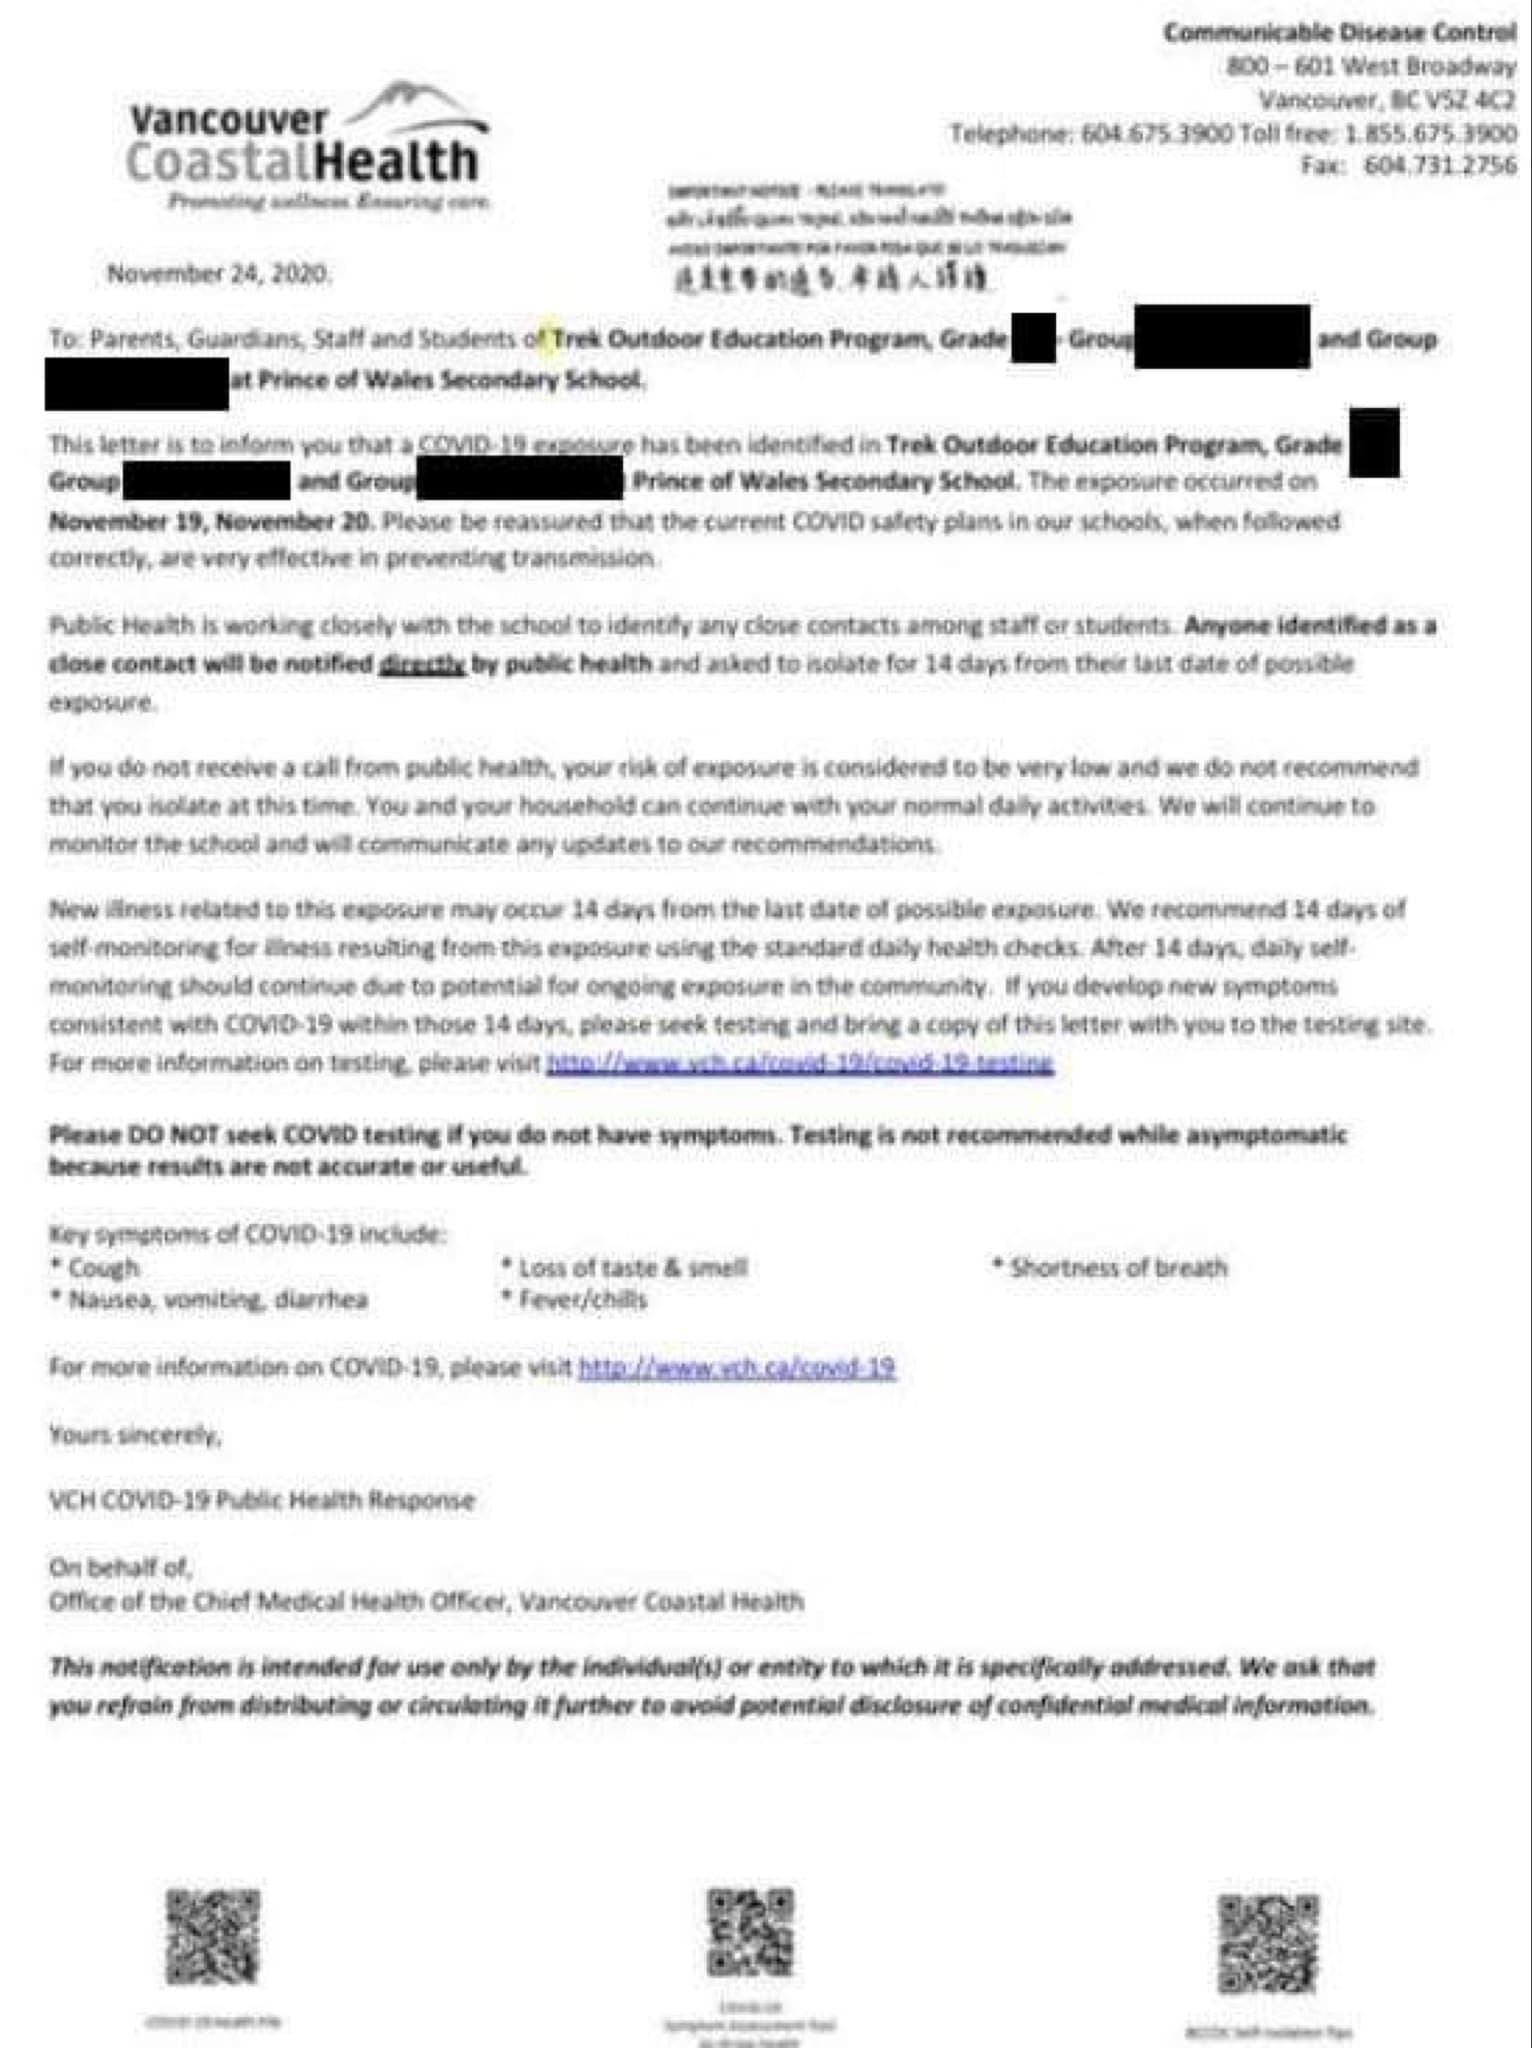 Communicable Disease Control
800 – 601 West Broadway
Vancouver, BC V5Z 4C2
Telephone: 604.675.3900 Toll free: 1.855.675.3900
Fax: 604.731.2756
Vancouver
CoastalHealth
Promoting wellness. Ensuring care.
IMPORTANT NOTICE - PLEASE TRANSLATE
November 24, 2020.
To: Parents, Guardians, Staff and Students of Trek Outdoor Education Program, Grade - Group and Group
at Prince of Wales Secondary School.
This letter is to inform you that a COVID-19 exposure has been identified in Trek Outdoor Education Program, Grade
Group and Group Prince of Wales Secondary School. The exposure occurred on
November 19, November 20. Please be reassured that the current COVID safety plans in our schools, when followed
correctly, are very effective in preventing transmission.
Public Health is working closely with the school to identify any close contacts among staff or students. Anyone identified as a
close contact will be notified directly by public health and asked to isolate for 14 days from their last date of possible
exposure.
If you do not receive a call from public health, your risk of exposure is considered to be very low and we do not recommend
that you isolate at this time. You and your household can continue with your normal daily activities. We will continue to
monitor the school and will communicate any updates to our recommendations.
New illness related to this exposure may occur 14 days from the last date of possible exposure. We recommend 14 days of
self-monitoring for illness resulting from this exposure using the standard daily health checks. After 14 days, daily self-
monitoring should continue due to potential for ongoing exposure in the community. If you develop new symptoms
consistent with COVID-19 within those 14 days, please seek testing and bring a copy of this letter with you to the testing site.
For more information on testing, please visit http://www.vch.ca/covid-19/covid-19-testing
Please DO NOT seek COVID testing if you do not have symptoms. Testing is not recommended while asymptomatic
because results are not accurate or useful.
Key symptoms of COVID-19 include:
* Cough * Loss of taste & smell * Shortness of breath
* Nausea, vomiting, diarrhea * Fever/chills
For more information on COVID-19, please visit http://www.vch.ca/covid-19
Yours sincerely,
VCH COVID-19 Public Health Response
On behalf of,
Office of the Chief Medical Health Officer, Vancouver Coastal Health
This notification is intended for use only by the individual(s) or entity to which it is specifically addressed. We ask that
you refrain from distributing or circulating it further to avoid potential disclosure of confidential medical information.